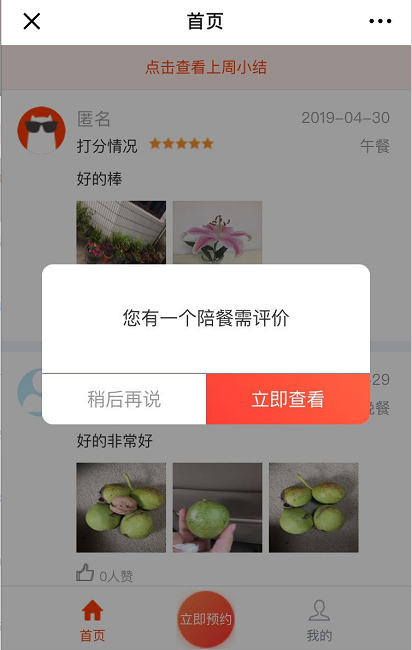 首页
点击查看上周小结
匿名
2019-04-30
打分情况
午餐
好的棒
您有一个陪餐需评价
稍后再说
立即查看
-29
晚餐
好的非常好
0人赞
立即预约
首页
我的